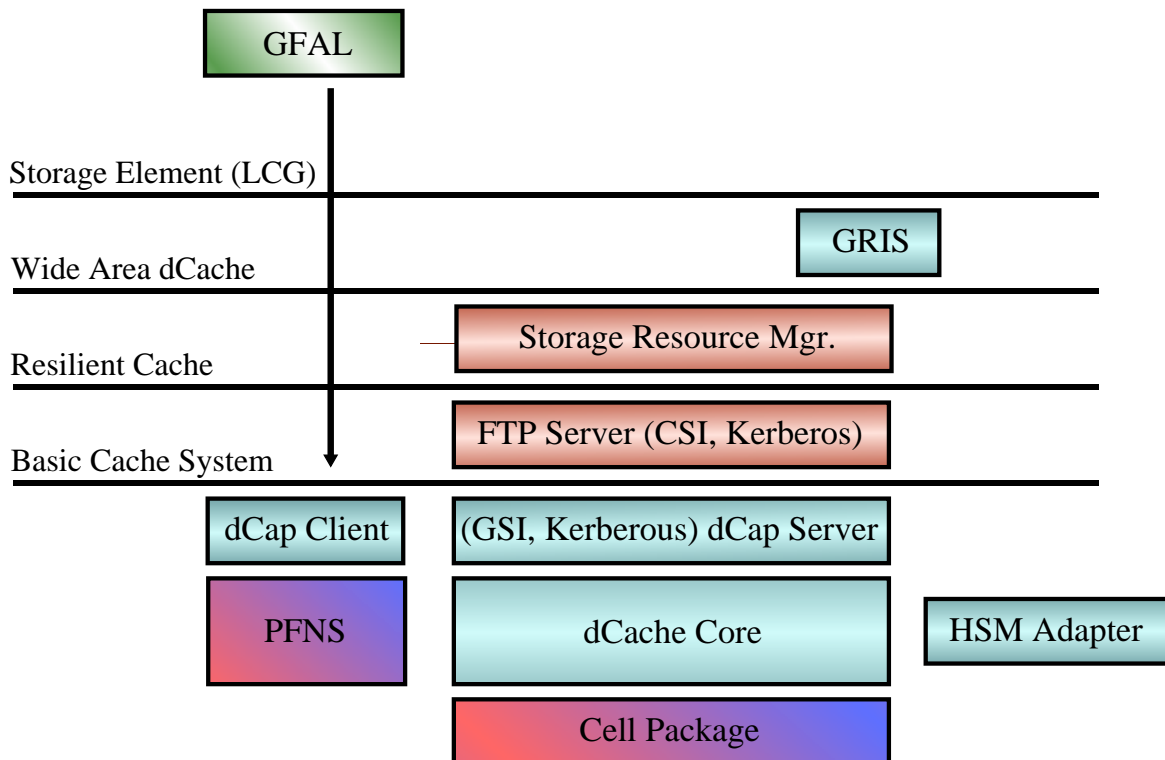 GFAL
Storage Element (LCG)
GRIS
Wide Area dCache
Storage Resource Mgr.
Resilient Cache
FTP Server (CSI, Kerberos)
Basic Cache System
dCap Client
(GSI, Kerberous) dCap Server
PFNS
dCache Core
HSM Adapter
Cell Package